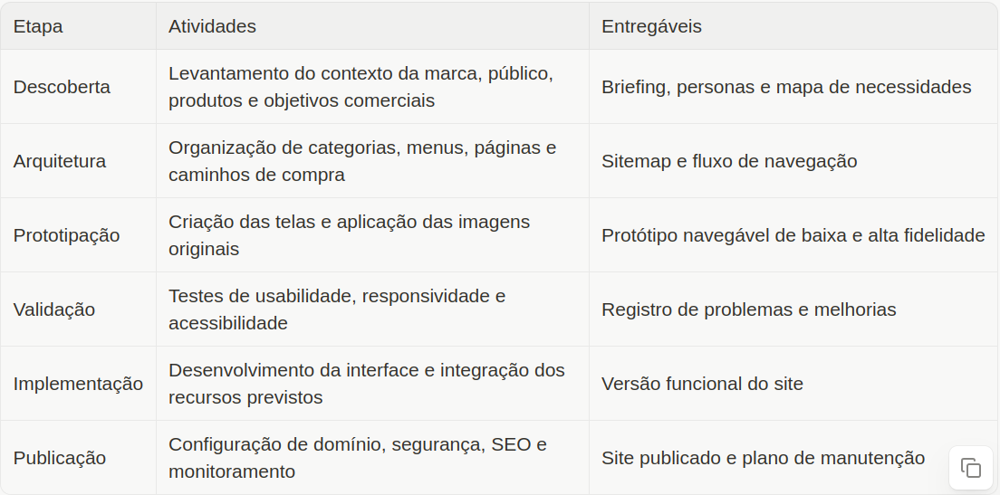 Etapa
Atividades
Entregáveis
Descoberta
Levantamento do contexto da marca, público,
produtos e objetivos comerciais
Briefing, personas e mapa de necessidades
Arquitetura
Organização de categorias, menus, páginas e
caminhos de compra
Sitemap e fluxo de navegação
Prototipação
Criação das telas e aplicação das imagens
originais
Protótipo navegável de baixa e alta fidelidade
Validação
Testes de usabilidade, responsividade e
acessibilidade
Registro de problemas e melhorias
Implementação
Desenvolvimento da interface e integração dos
recursos previstos
Versão funcional do site
Publicação
Configuração de domínio, segurança, SEO e
monitoramento
Site publicado e plano de manutenção